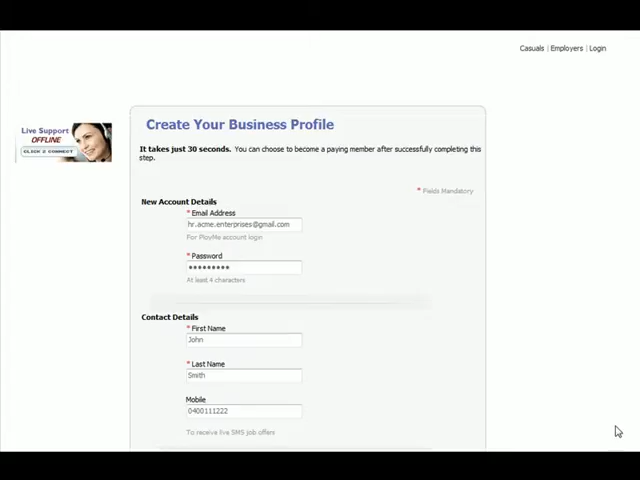 Casuals | Employers | Login
Live Support
OFFLINE
CLICK 2 CONNECT
Create Your Business Profile
It takes just 30 seconds. You can choose to become a paying member after successfully completing this
step.
* Fields Mandatory
New Account Details
* Email Address
hr.acme.enterprises@gmail.com
For PloyMe account login
* Password
•••••••••
At least 4 characters
Contact Details
* First Name
John
* Last Name
Smith
Mobile
0400111222
To receive live SMS job offers